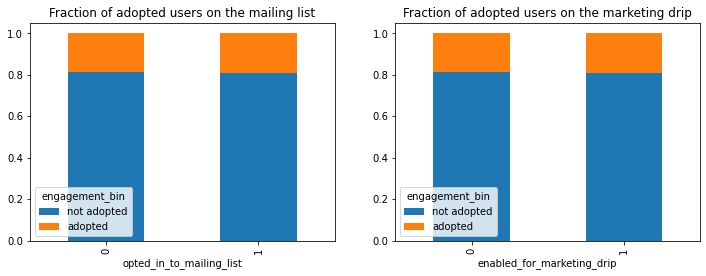 Fraction of adopted users on the mailing list
1.0
0.8
0.6
0.4
0.2
0.0
engagement_bin
not adopted
adopted
0
1
opted_in_to_mailing_list
Fraction of adopted users on the marketing drip
1.0
0.8
0.6
0.4
0.2
0.0
engagement_bin
not adopted
adopted
0
1
enabled_for_marketing_drip